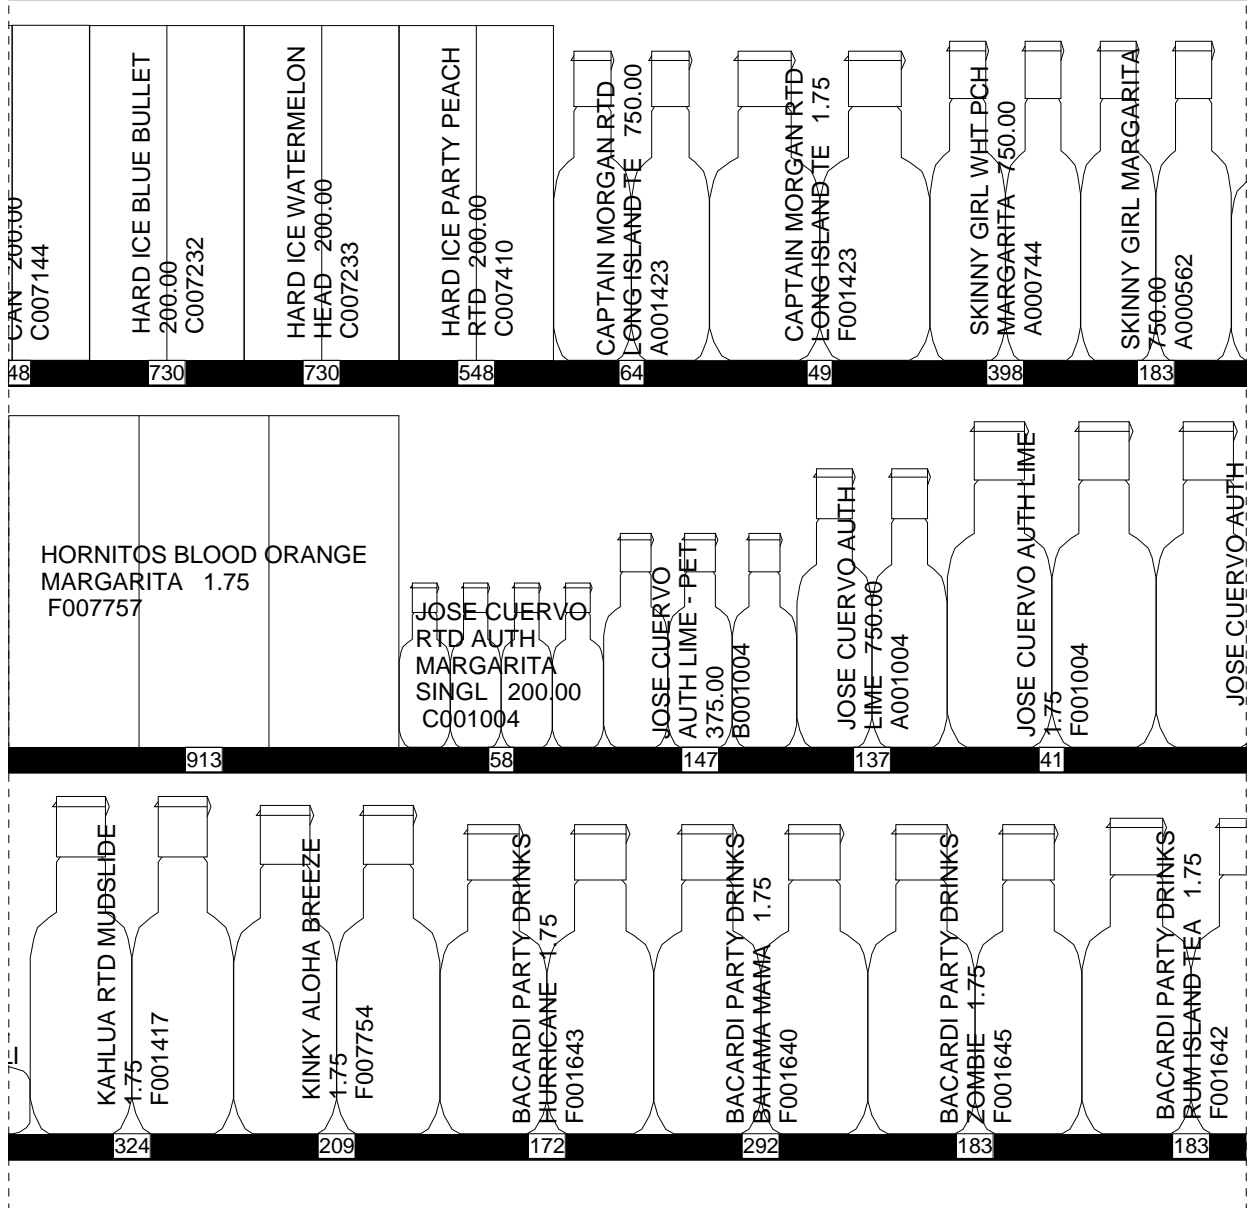 CAN 200.00
C007144
HARD ICE BLUE BULLET
200.00
C007232
HARD ICE WATERMELON
HEAD 200.00
C007233
HARD ICE PARTY PEACH
RTD 200.00
C007410
CAPTAIN MORGAN RTD
LONG ISLAND TE 750.00
A001423
CAPTAIN MORGAN RTD
LONG ISLAND TE 1.75
F001423
SKINNY GIRL WHT PCH
MARGARITA 750.00
A000744
SKINNY GIRL MARGARITA
750.00
A000562
48 730 730 548 64 49 398 183
HORNITOS BLOOD ORANGE
MARGARITA 1.75
F007757
JOSE CUERVO
RTD AUTH
MARGARITA
SINGL 200.00
C001004
JOSE CUERVO
AUTH LIME - PET
375.00
B001004
JOSE CUERVO AUTH
LIME 750.00
A001004
JOSE CUERVO AUTH LIME
1.75
F001004
JOSE CUERVO AUTH
913 58 147 137 41
LI
KAHLUA RTD MUDSLIDE
1.75
F001417
KINKY ALOHA BREEZE
1.75
F007754
BACARDI PARTY DRINKS
HURRICANE 1.75
F001643
BACARDI PARTY DRINKS
BAHAMA MAMA 1.75
F001640
BACARDI PARTY DRINKS
ZOMBIE 1.75
F001645
BACARDI PARTY DRINKS
RUM ISLAND TEA 1.75
F001642
324 209 172 292 183 183